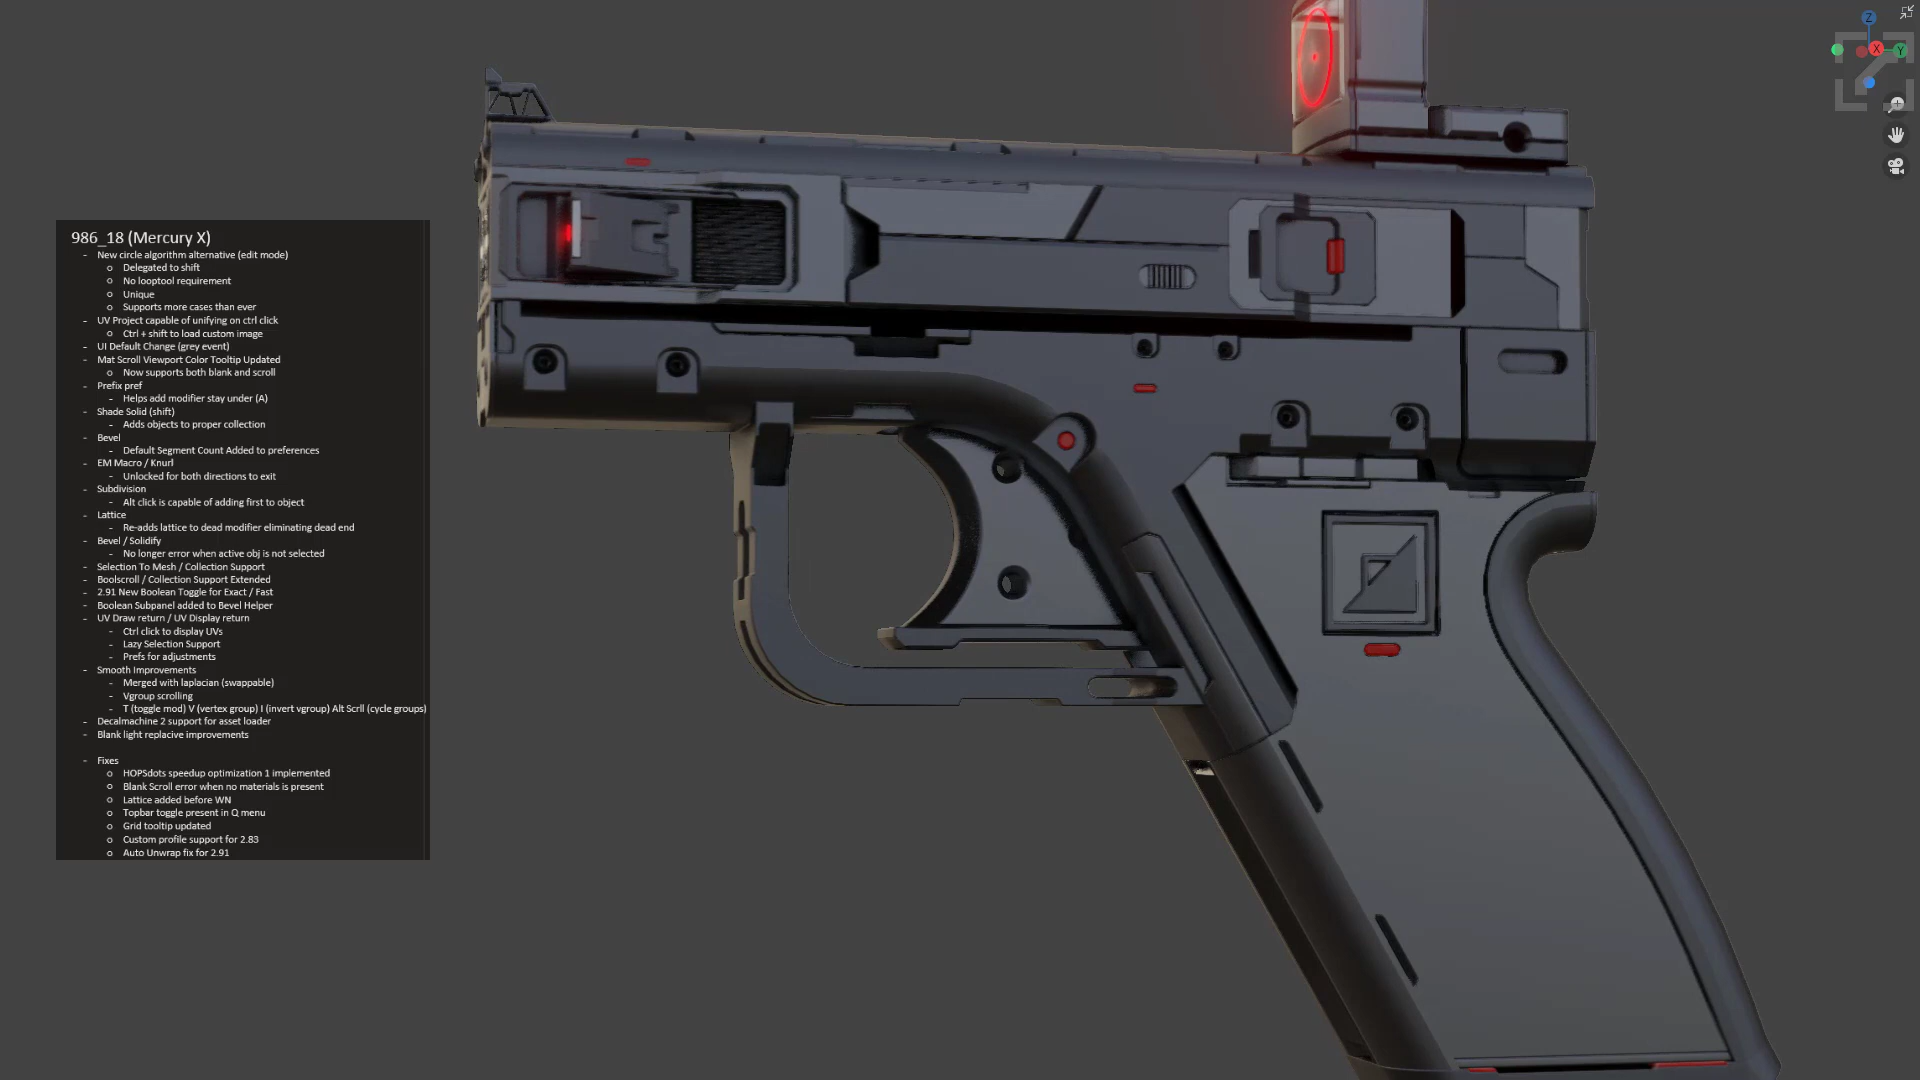 986_18 (Mercury X)
- New circle algorithm alternative (edit mode)
o Delegated to shift
o No looptool requirement
o Unique
o Supports more cases than ever
- UV Project capable of unifying on ctrl click
o Ctrl + shift to load custom image
- UI Default Change (grey event)
- Mat Scroll Viewport Color Tooltip Updated
o Now supports both blank and scroll
- Prefix pref
- Helps add modifier stay under (A)
- Shade Solid (shift)
- Adds objects to proper collection
- Bevel
- Default Segment Count Added to preferences
- EM Macro / Knurl
- Unlocked for both directions to exit
- Subdivision
- Alt click is capable of adding first to object
- Lattice
- Re-adds lattice to dead modifier eliminating dead end
- Bevel / Solidify
- No longer error when active obj is not selected
- Selection To Mesh / Collection Support
- Boolscroll / Collection Support Extended
- 2.91 New Boolean Toggle for Exact / Fast
- Boolean Subpanel added to Bevel Helper
- UV Draw return / UV Display return
- Ctrl click to display UVs
- Lazy Selection Support
- Prefs for adjustments
- Smooth Improvements
- Merged with laplacian (swappable)
- Vgroup scrolling
- T (toggle mod) V (vertex group) I (invert vgroup) Alt Scrll (cycle groups)
- Decalmachine 2 support for asset loader
- Blank light replacive improvements
- Fixes
o HOPSdots speedup optimization 1 implemented
o Blank Scroll error when no materials is present
o Lattice added before WN
o Topbar toggle present in Q menu
o Grid tooltip updated
o Custom profile support for 2.83
o Auto Unwrap fix for 2.91
Z
X
Y